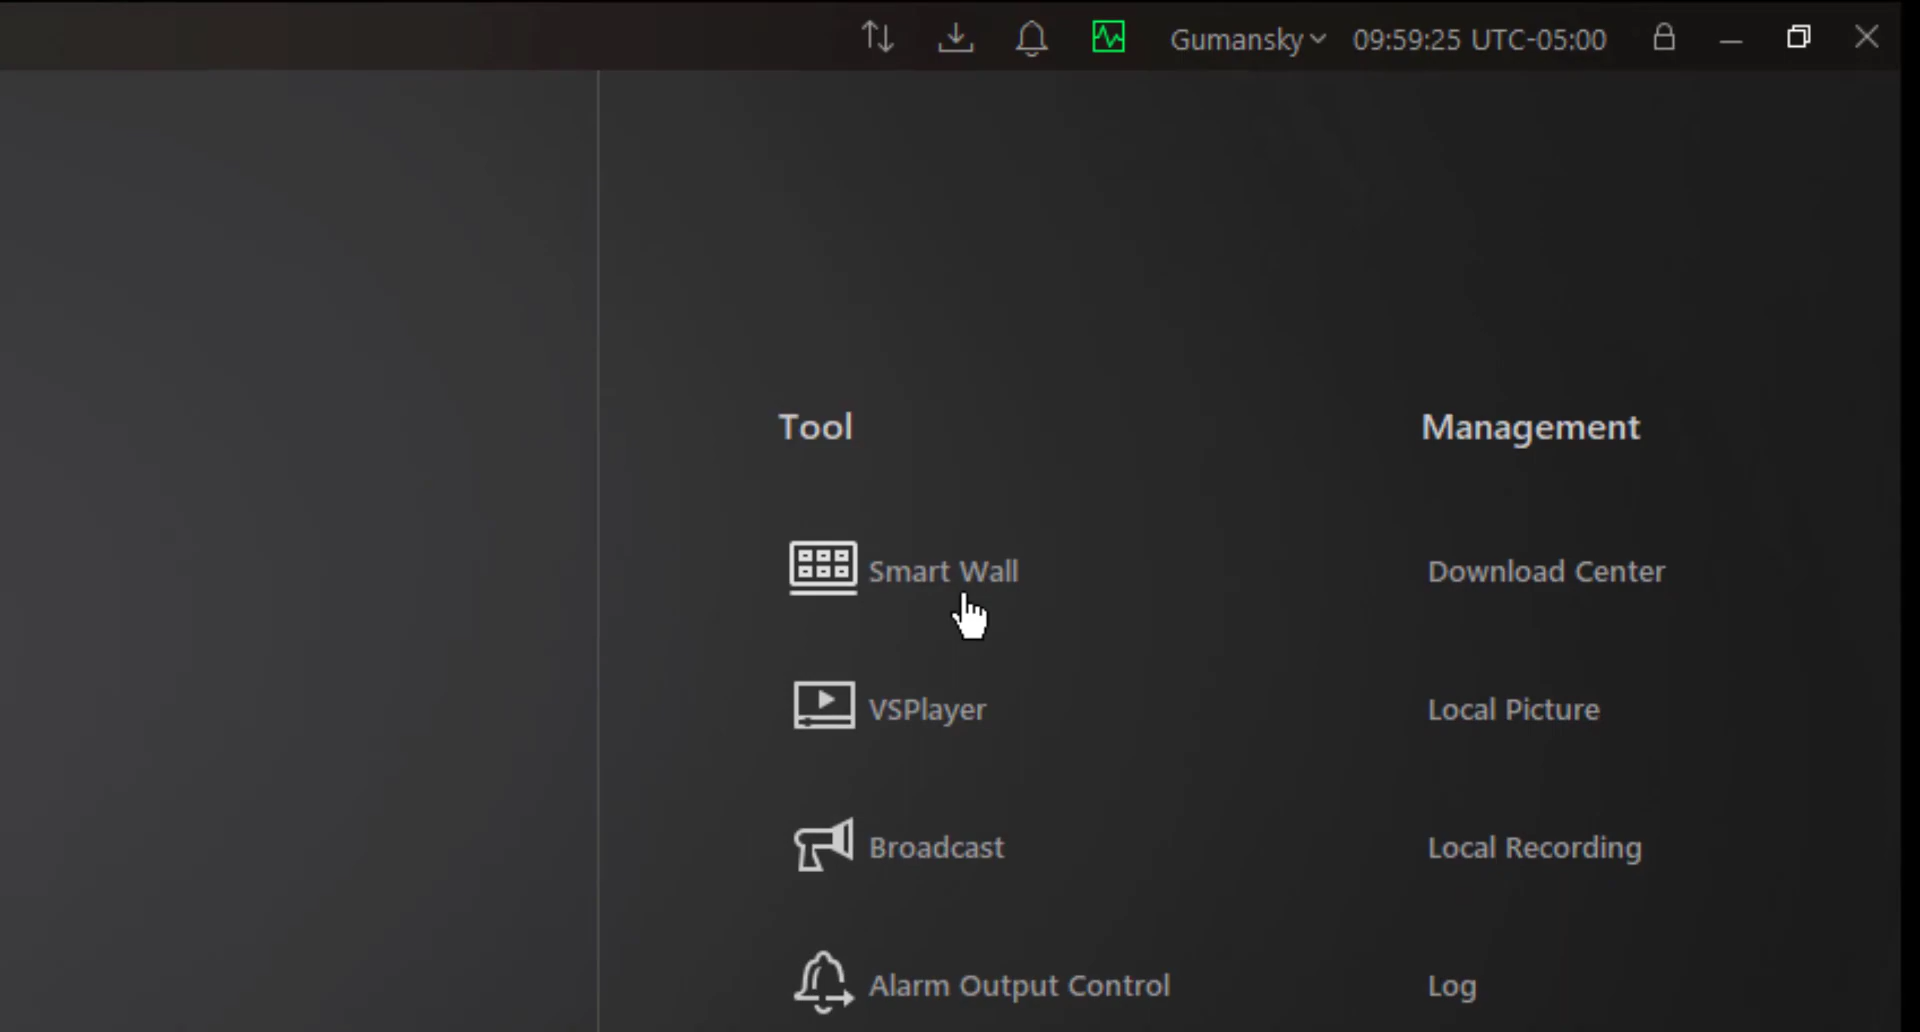 Gumansky 09:59:25 UTC-05:00
Tool
Management
Smart Wall
Download Center
VSPlayer
Local Picture
Broadcast
Local Recording
Alarm Output Control
Log